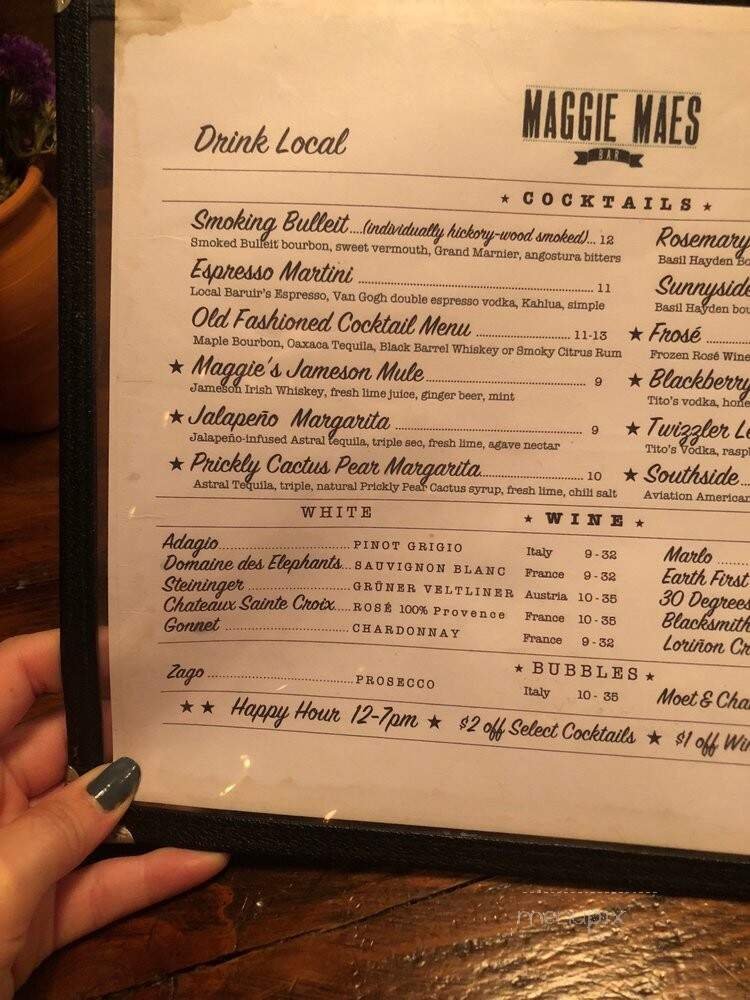 Drink Local
MAGGIE MAES
BAR
★ COCKTAILS ★
Smoking Bulleit....(individually hickory-wood smoked)... 12
Smoked Bulleit bourbon, sweet vermouth, Grand Marnier, angostura bitters
Espresso Martini ........ 11
Local Baruir's Espresso, Van Gogh double espresso vodka, Kahlua, simple
Old Fashioned Cocktail Menu ........ 11-13
Maple Bourbon, Oaxaca Tequila, Black Barrel Whiskey or Smoky Citrus Rum
★ Maggie's Jameson Mule........ 9
Jameson Irish Whiskey, fresh lime juice, ginger beer, mint
★ Jalapeño Margarita ........ 9
Jalapeño-infused Astral tequila, triple sec, fresh lime, agave nectar
★ Prickly Cactus Pear Margarita........ 10
Astral Tequila, triple, natural Prickly Pear Cactus syrup, fresh lime, chili salt
Rosemary
Basil Hayden Bo
Sunnyside
Basil Hayden bou
★ Frosé ........
Frozen Rosé Wine
★ Blackberry
Tito's vodka, hone
★ Twizzler Le
Tito's Vodka, raspb
★ Southside...
Aviation American
WHITE
★ WINE ★
Adagio........ PINOT GRIGIO Italy 9-32
Domaine des Elephants... SAUVIGNON BLANC France 9-32
Steininger ........ GRÜNER VELTLINER Austria 10-35
Chateaux Sainte Croix.... ROSÉ 100% Provence France 10-35
Gonnet ........ CHARDONNAY France 9-32
Marlo ........
Earth First
30 Degrees
Blacksmith
Loriñon Cr
★ BUBBLES ★
Zago ........ PROSECCO Italy 10-35
Moet & Cha
★★ Happy Hour 12-7pm ★ $2 off Select Cocktails ★ $1 off Win
menupix